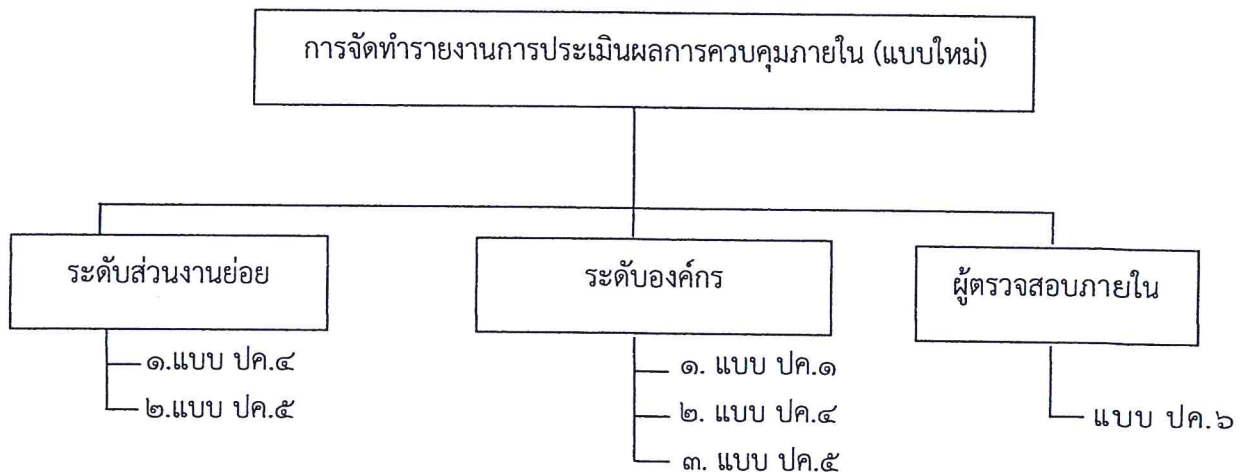 การจัดทำรายงานการประเมินผลการควบคุมภายใน (แบบใหม่)
ระดับส่วนงานย่อย
๑.แบบ ปค.๔
๒.แบบ ปค.๕
ระดับองค์กร
๑. แบบ ปค.๑
๒. แบบ ปค.๔
๓. แบบ ปค.๕
ผู้ตรวจสอบภายใน
แบบ ปค.๖